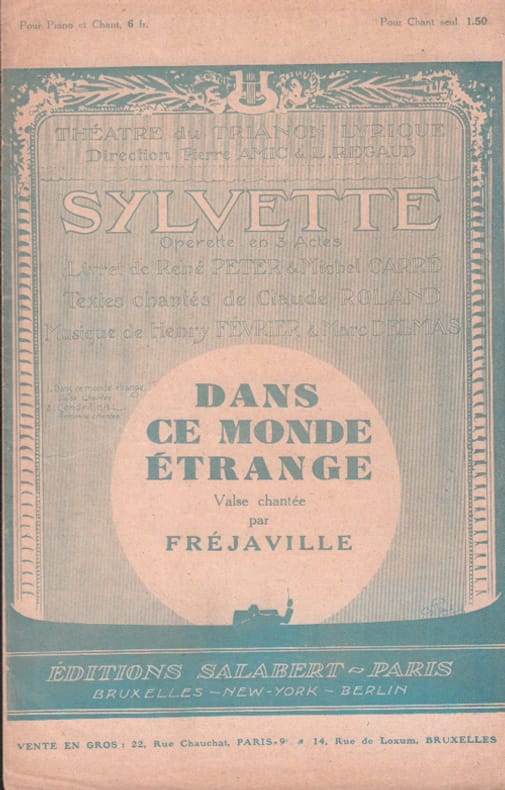 Pour Piano et Chant, 6 fr.
Pour Chant seul, 1.50
THÉATRE du TRIANON LYRIQUE
Direction Pierre AMIC & L. REGAUD
SYLVETTE
Opérette en 3 Actes
Livret de René PETER & Michel CARRÉ
Textes chantés de Claude ROLAND
Musique de Henry FÉVRIER & Marc DELMAS
1. Dans ce monde étrange
Valse chantée
2. Cendrillon
Romance chantée
DANS
CE MONDE
ÉTRANGE
Valse chantée
par
FRÉJAVILLE
ÉDITIONS SALABERT ~ PARIS
BRUXELLES ~ NEW-YORK ~ BERLIN
VENTE EN GROS : 22, Rue Chauchat, PARIS-9e 14, Rue de Loxum, BRUXELLES